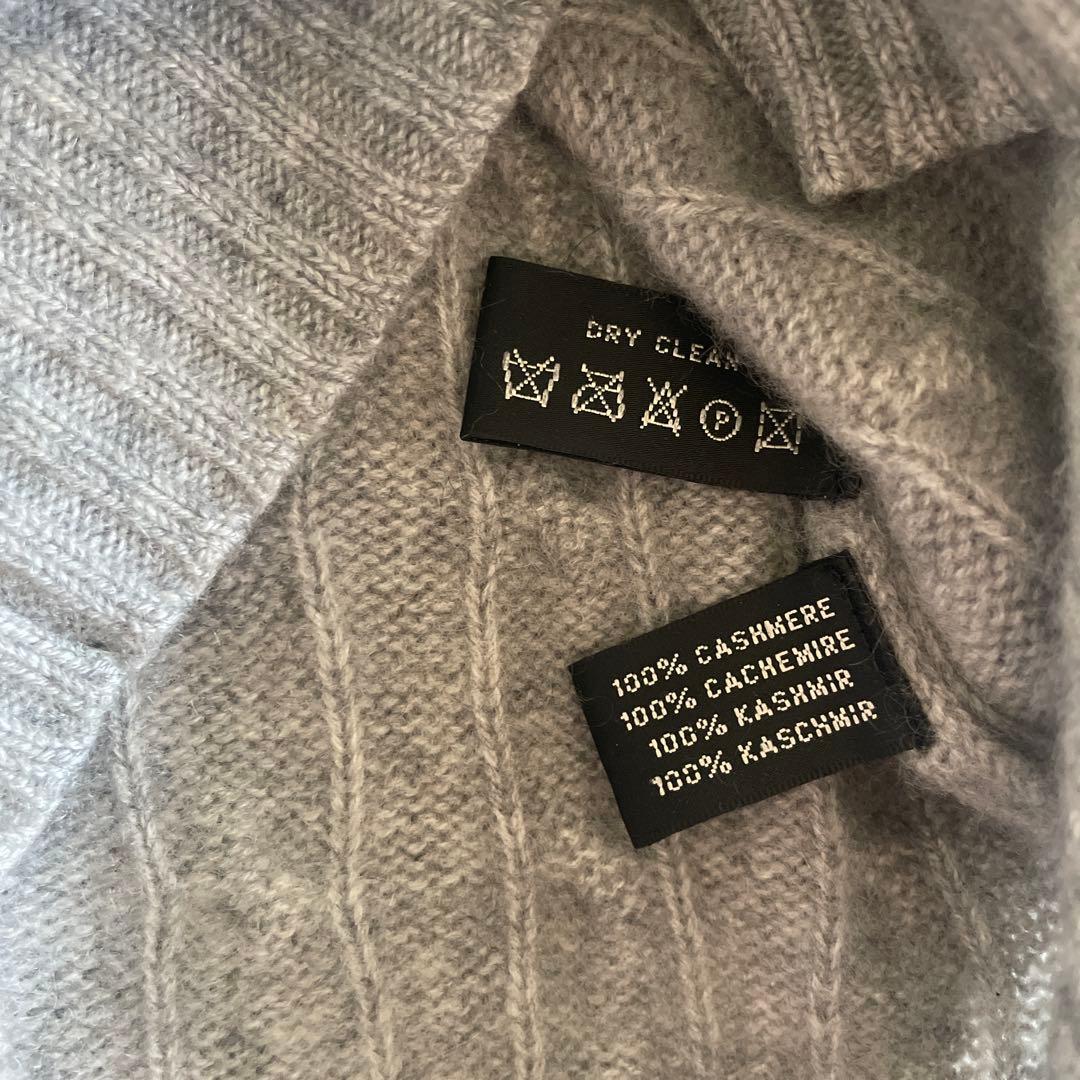 DRY CLEAN
P
100% CASHMERE
100% CACHEMIRE
100% KASHMIR
100% KASCHMIR